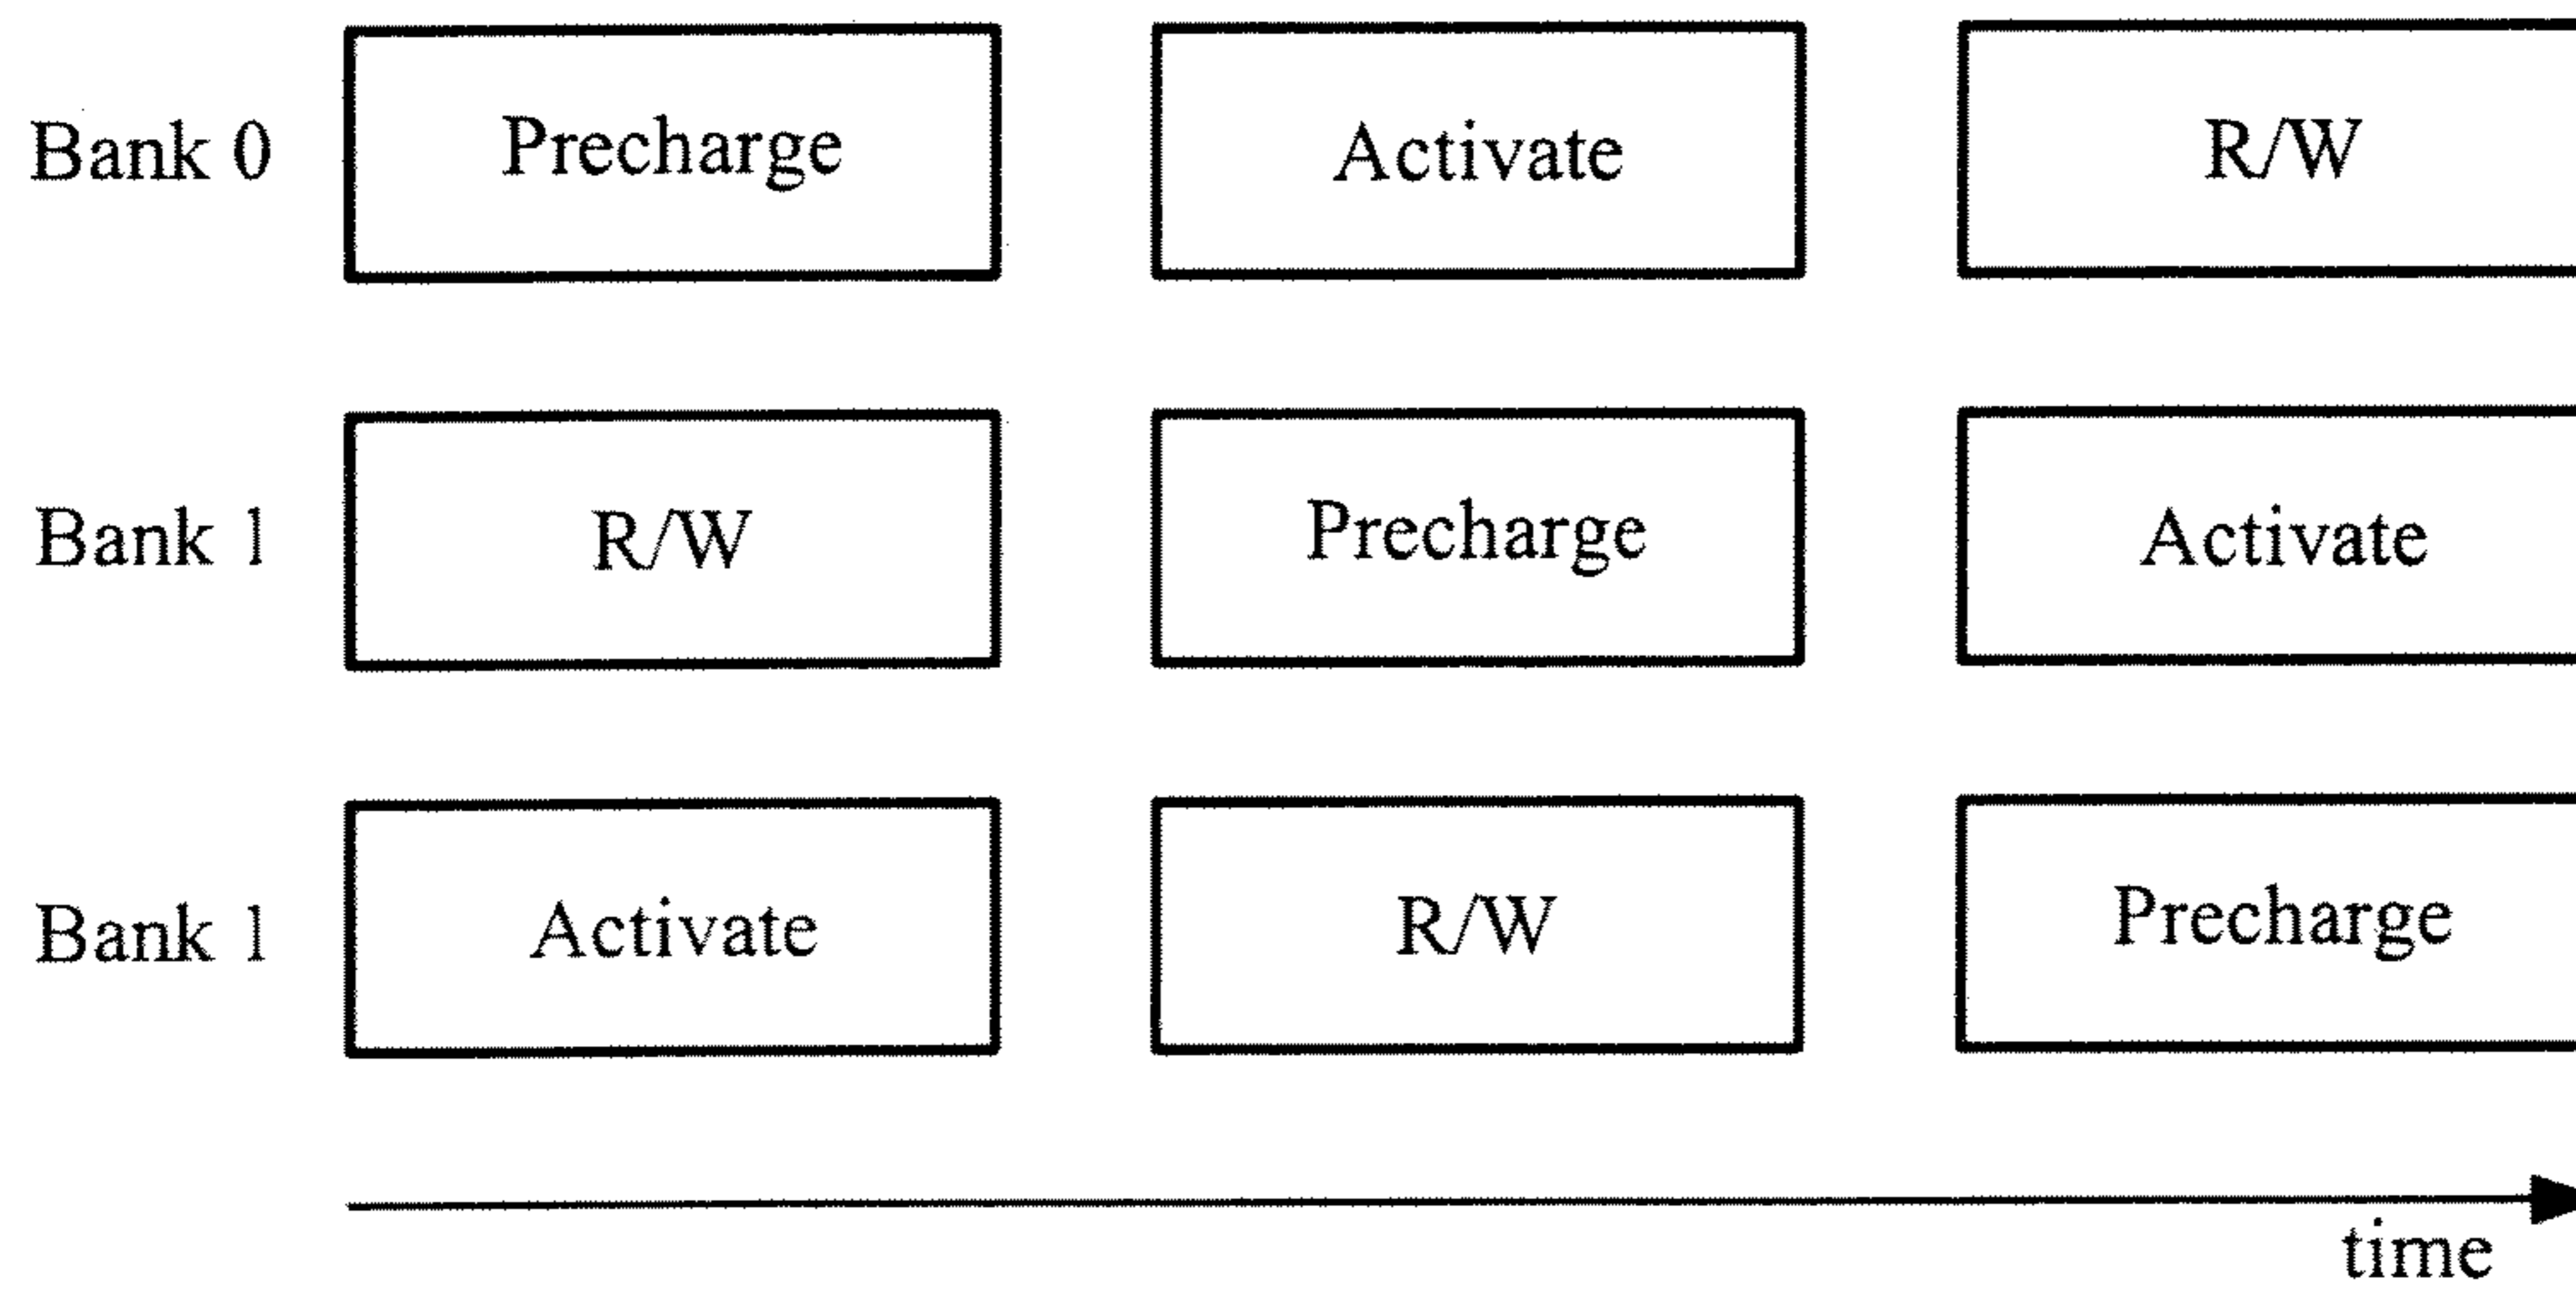 Bank 0 Precharge Activate R/W
Bank 1 R/W Precharge Activate
Bank 1 Activate R/W Precharge
time